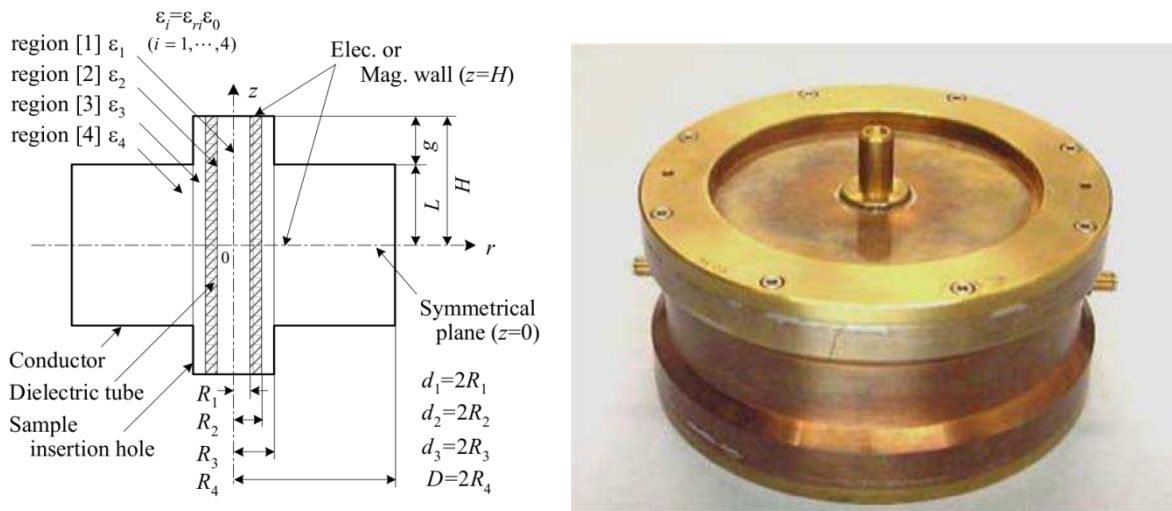 εᵢ=εᵣᵢε₀
(i = 1,⋯,4)
region [1] ε₁
region [2] ε₂
region [3] ε₃
region [4] ε₄
Elec. or
Mag. wall (z=H)
z
g
H
L
r
0
Symmetrical
plane (z=0)
Conductor
Dielectric tube
Sample
insertion hole
R₁
R₂
R₃
R₄
d₁=2R₁
d₂=2R₂
d₃=2R₃
D=2R₄